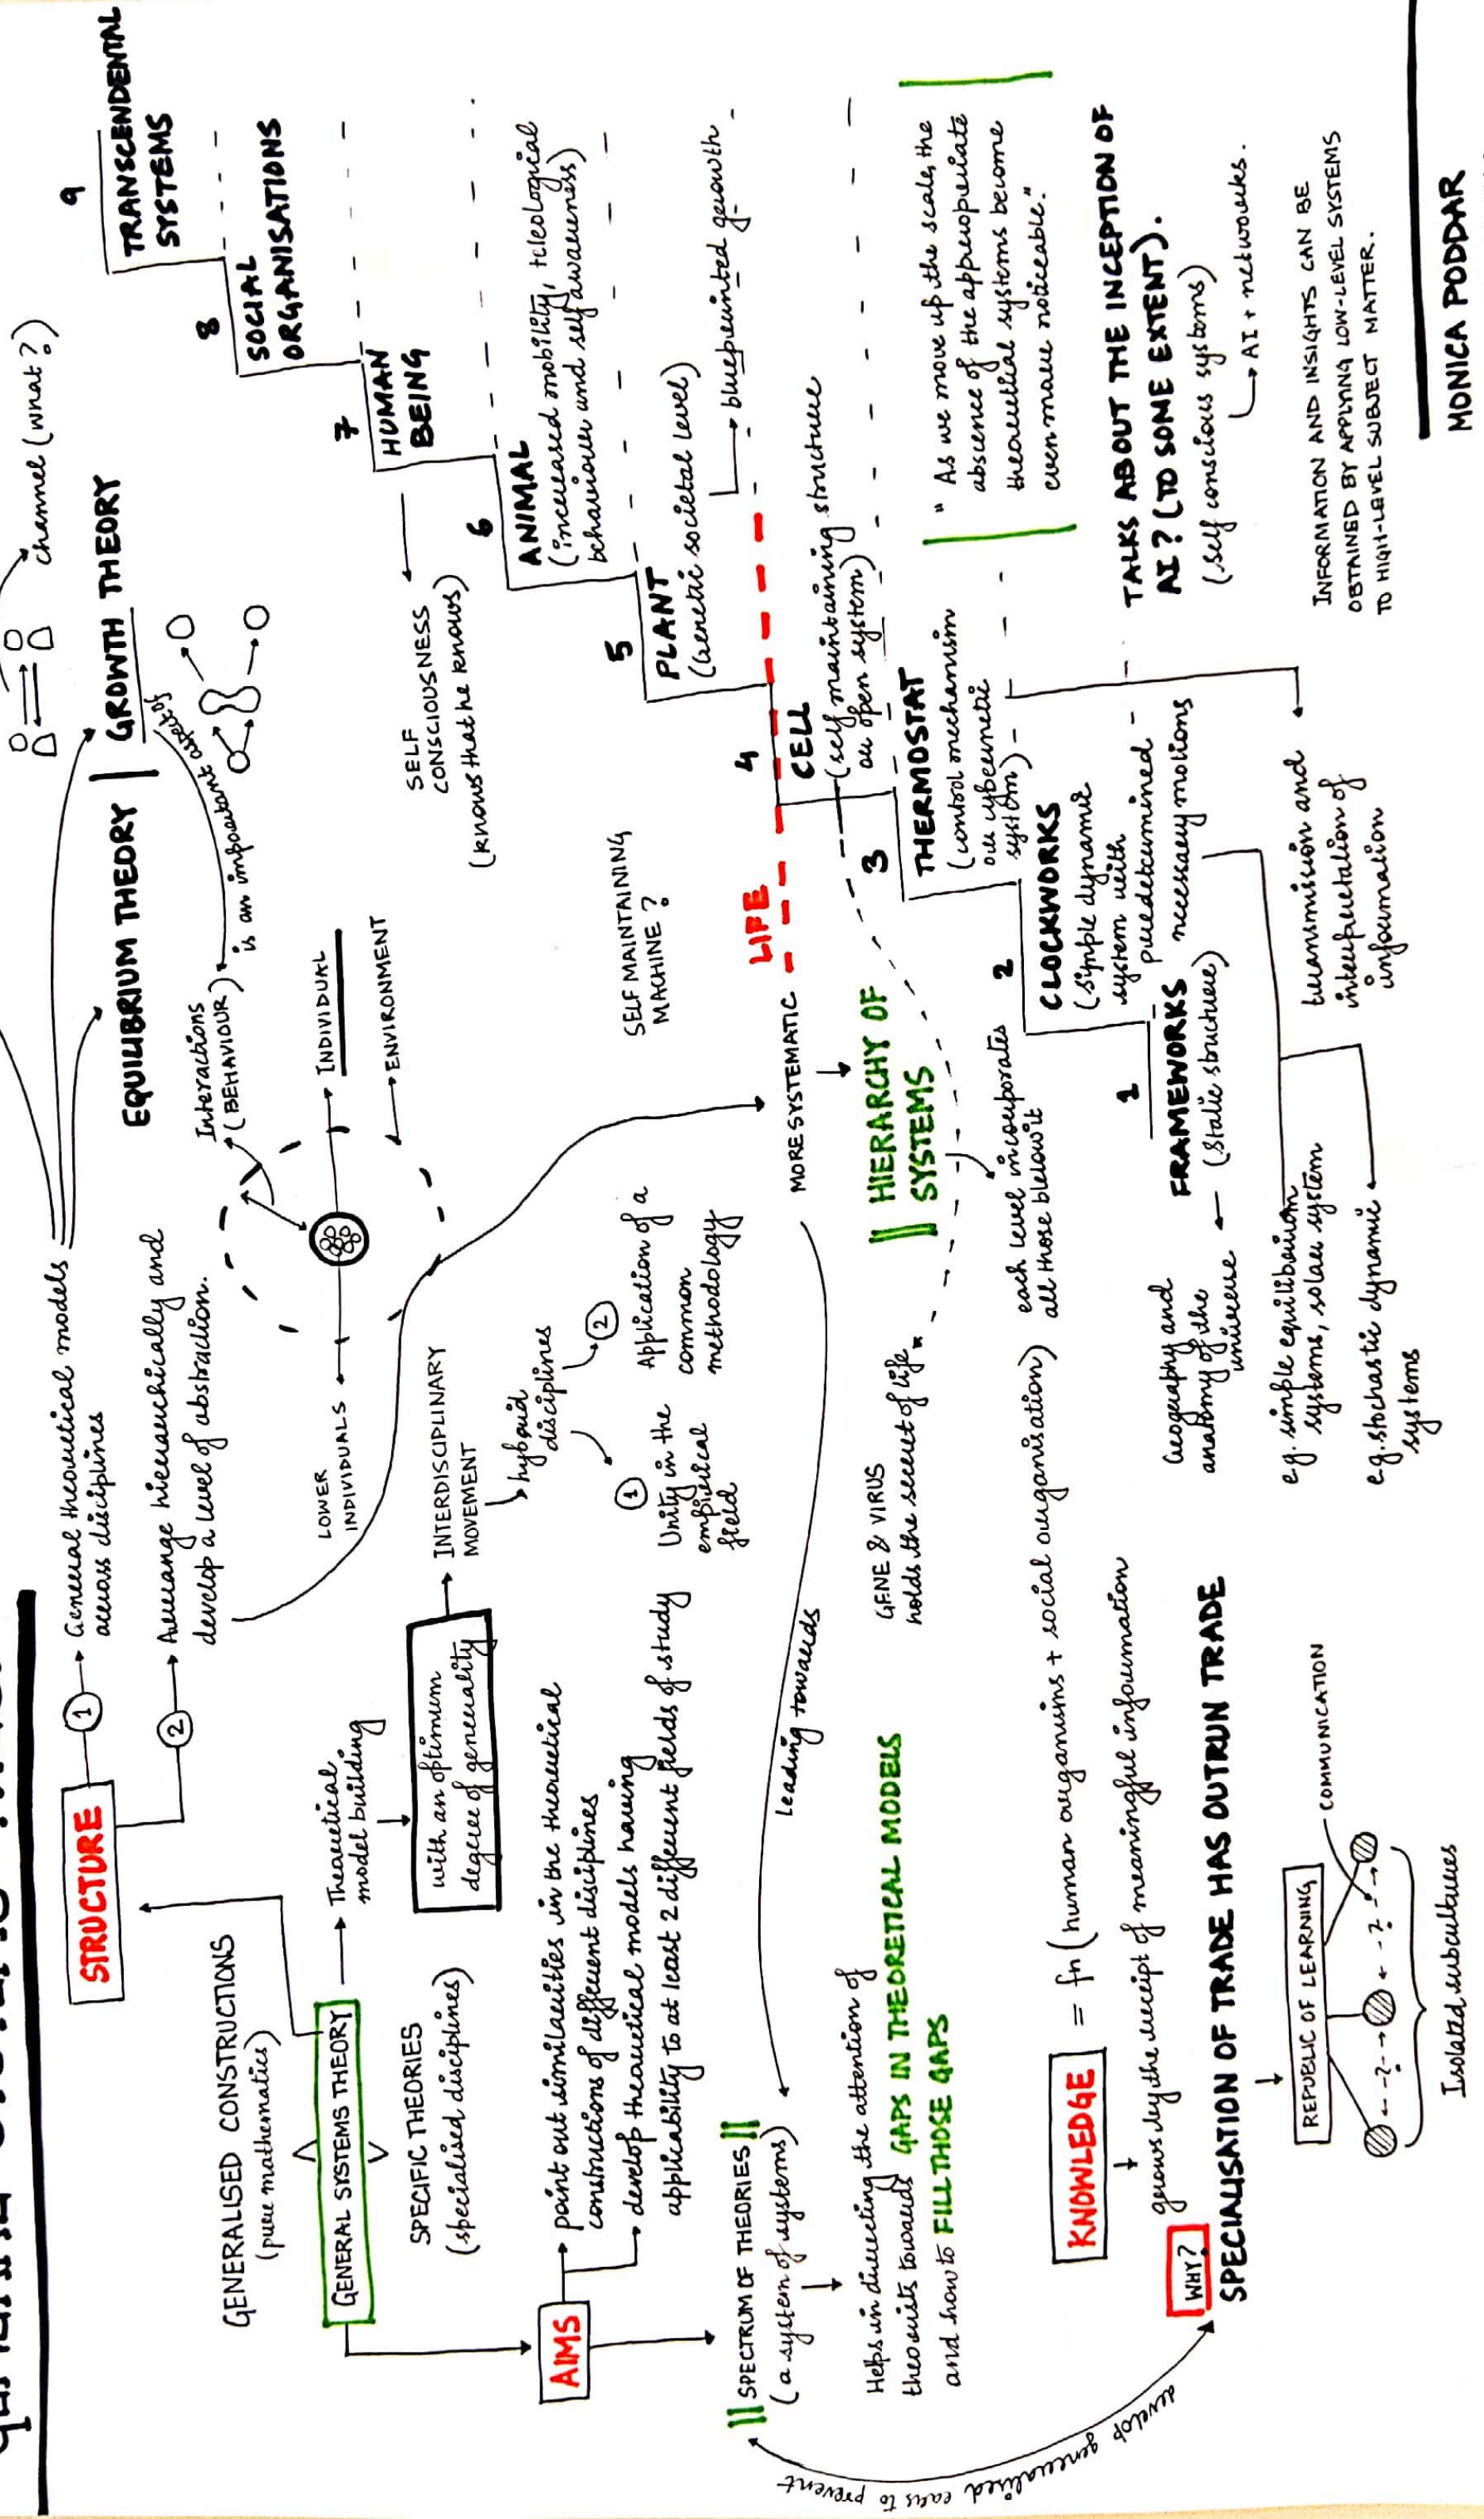 STRUCTURE
① General theoretical models
across disciplines
② Arrange hierarchically and
develop a level of abstraction.
channel (what?)
EQUILIBRIUM THEORY | GROWTH THEORY
Interactions
(BEHAVIOUR)
is an important aspect of
INDIVIDUAL
ENVIRONMENT
LOWER
INDIVIDUALS
GENERALISED CONSTRUCTIONS
(pure mathematics)
GENERAL SYSTEMS THEORY
Theoretical
model building
with an optimum
degree of generality
INTERDISCIPLINARY
MOVEMENT
hybrid
disciplines
①
Unity in the
empirical
field
②
Application of a
common
methodology
SPECIFIC THEORIES
(specialised disciplines)
AIMS
point out similarities in the theoretical
constructions of different disciplines
develop theoretical models having
applicability to at least 2 different fields of study
SPECTRUM OF THEORIES
(a system of systems)
Leading towards
Helps in directing the attention of
theorists towards GAPS IN THEORETICAL MODELS
and how to FILL THOSE GAPS
MORE SYSTEMATIC
HIERARCHY OF
SYSTEMS
each level incorporates
all those below it
GENE & VIRUS
holds the secret of life
SELF MAINTAINING
MACHINE?
LIFE
SELF
CONSCIOUSNESS
(knows that he knows)
9
TRANSCENDENTAL
SYSTEMS
8
SOCIAL
ORGANISATIONS
7
HUMAN
BEING
6
ANIMAL
(increased mobility, teleological
behaviour and self awareness)
5
PLANT
(Genetic societal level)
blueprinted growth
4
CELL
(self maintaining structure
or open system)
3
THERMOSTAT
(control mechanism
or cybernetic
system)
2
CLOCKWORKS
(simple dynamic
system with
predetermined
necessary motions
1
FRAMEWORKS
(static structure)
Geography and
anatomy of the
universe
e.g. simple equilibrium
systems, solar system
e.g. stochastic dynamic
systems
transmission and
interpretation of
information
"As we move up the scale, the
absence of the appropriate
theoretical systems become
even more noticeable."
TALKS ABOUT THE INCEPTION OF
AI? (TO SOME EXTENT).
(self conscious systems)
AI + networks.
INFORMATION AND INSIGHTS CAN BE
OBTAINED BY APPLYING LOW-LEVEL SYSTEMS
TO HIGH-LEVEL SUBJECT MATTER.
KNOWLEDGE = fn (human organisms + social organisation)
grows by the receipt of meaningful information
WHY?
SPECIALISATION OF TRADE HAS OUTRUN TRADE
REPUBLIC OF LEARNING
COMMUNICATION
?
?
Isolated subcultures
develop generalised ears to prevent
MONICA PODDAR